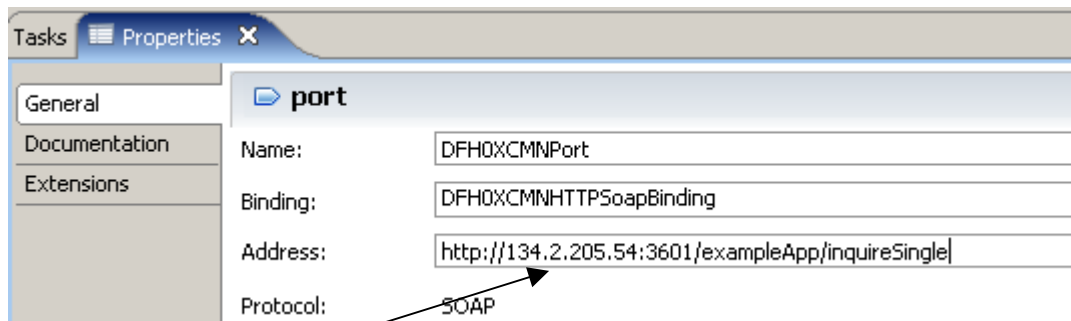 Tasks Properties
General
port
Documentation
Name: DFH0XCMNPort
Extensions
Binding: DFH0XCMNHTTPSoapBinding
Address: http://134.2.205.54:3601/exampleApp/inquireSingle
Protocol: SOAP